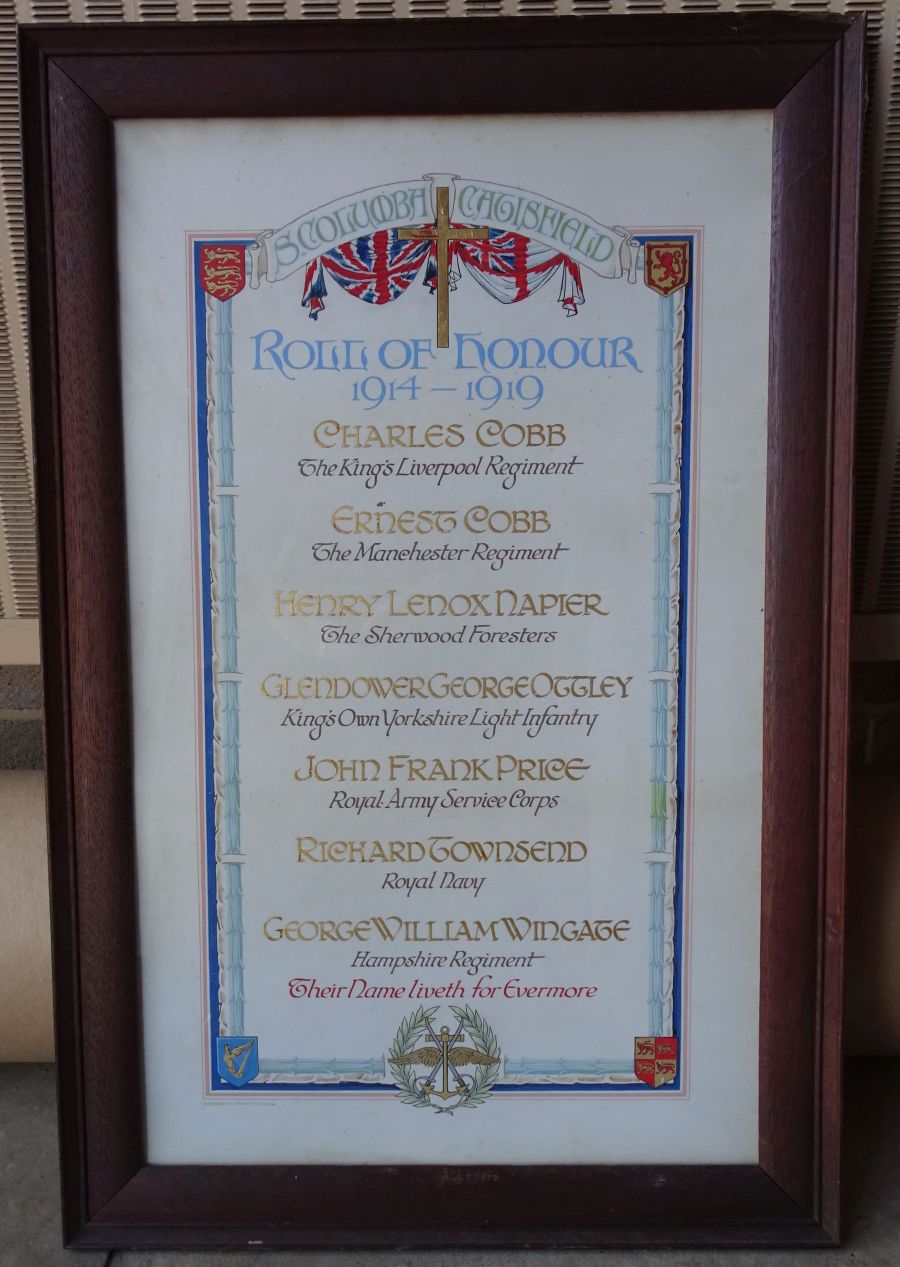 S. COLUMBA CATISFIELD
ROLL OF HONOUR
1914 — 1919
CHARLES COBB
The King's Liverpool Regiment
ERNEST COBB
The Manchester Regiment
HENRY LENOX NAPIER
The Sherwood Foresters
GLENDOWER GEORGE OTTLEY
King's Own Yorkshire Light Infantry
JOHN FRANK PRICE
Royal Army Service Corps
RICHARD TOWNSEND
Royal Navy
GEORGE WILLIAM WINGATE
Hampshire Regiment
Their Name liveth for Evermore